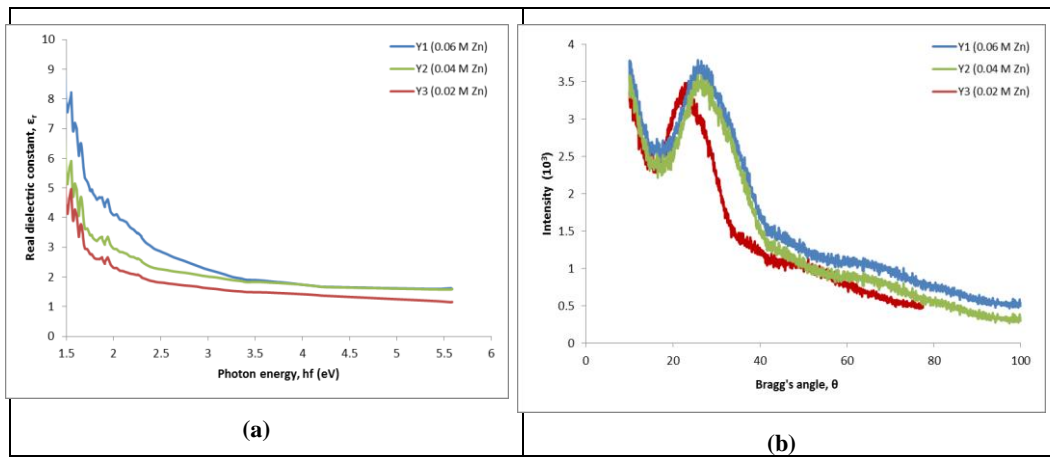 10
9
8
7
6
5
4
3
2
1
0
Real dielectric constant, εr
Y1 (0.06 M Zn)
Y2 (0.04 M Zn)
Y3 (0.02 M Zn)
1.5 2 2.5 3 3.5 4 4.5 5 5.5 6
Photon energy, hf (eV)
(a)
4
3.5
3
2.5
2
1.5
1
0.5
0
Intensity (10³)
Y1 (0.06 M Zn)
Y2 (0.04 M Zn)
Y3 (0.02 M Zn)
0 20 40 60 80 100
Bragg's angle, θ
(b)